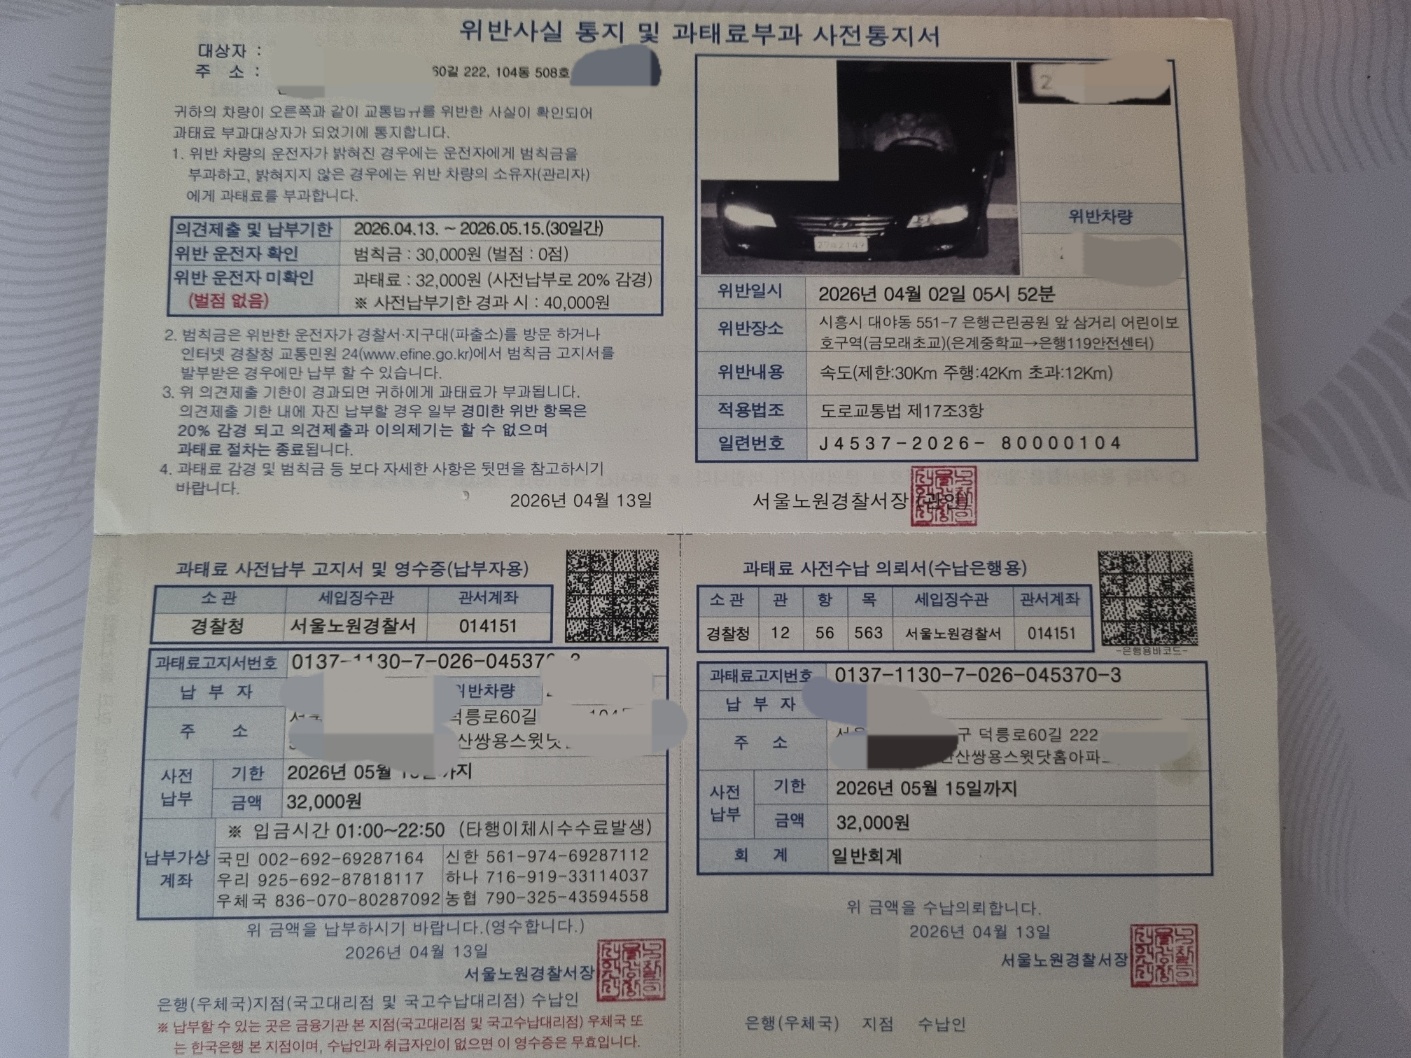 위반사실 통지 및 과태료부과 사전통지서
대상자 :
주 소 : 60길 222, 104동 508호
귀하의 차량이 오른쪽과 같이 교통법규를 위반한 사실이 확인되어
과태료 부과대상자가 되었기에 통지합니다.
1. 위반 차량의 운전자가 밝혀진 경우에는 운전자에게 범칙금을
부과하고, 밝혀지지 않은 경우에는 위반 차량의 소유자(관리자)
에게 과태료를 부과합니다.
의견제출 및 납부기한 2026.04.13. ~ 2026.05.15.(30일간)
위반 운전자 확인 범칙금 : 30,000원 (벌점 : 0점)
위반 운전자 미확인 과태료 : 32,000원 (사전납부로 20% 감경)
(벌점 없음) ※ 사전납부기한 경과 시 : 40,000원
2. 범칙금은 위반한 운전자가 경찰서·지구대(파출소)를 방문 하거나
인터넷 경찰청 교통민원 24(www.efine.go.kr)에서 범칙금 고지서를
발부받은 경우에만 납부 할 수 있습니다.
3. 위 의견제출 기한이 경과되면 귀하에게 과태료가 부과됩니다.
의견제출 기한 내에 자진 납부할 경우 일부 경미한 위반 항목은
20% 감경 되고 의견제출과 이의제기는 할 수 없으며
과태료 절차는 종료됩니다.
4. 과태료 감경 및 범칙금 등 보다 자세한 사항은 뒷면을 참고하시기
바랍니다.
2026년 04월 13일
2
위반차량
위반일시 2026년 04월 02일 05시 52분
위반장소 시흥시 대야동 551-7 은행근린공원 앞 삼거리 어린이보
호구역(금모래초교)(은계중학교→은행119안전센터)
위반내용 속도(제한:30Km 주행:42Km 초과:12Km)
적용법조 도로교통법 제17조3항
일련번호 J4537-2026- 80000104
서울노원경찰서장 (관인)
과태료 사전납부 고지서 및 영수증(납부자용)
소 관 세입징수관 관서계좌
경찰청 서울노원경찰서 014151
과태료고지서번호 0137-1130-7-026-045370-3
납 부 자 위반차량
주 소 덕릉로60길
산쌍용스윗닷
사전 납부 기한 2026년 05월 15일까지
금액 32,000원
납부가상 계좌 ※ 입금시간 01:00~22:50 (타행이체시수수료발생)
국민 002-692-69287164 신한 561-974-69287112
우리 925-692-87818117 하나 716-919-33114037
우체국 836-070-80287092 농협 790-325-43594558
위 금액을 납부하시기 바랍니다.(영수합니다.)
2026년 04월 13일
서울노원경찰서장
은행(우체국)지점(국고대리점 및 국고수납대리점) 수납인
※ 납부할 수 있는 곳은 금융기관 본 지점(국고대리점 및 국고수납대리점) 우체국 또
는 한국은행 본 지점이며, 수납인과 취급자인이 없으면 이 영수증은 무효입니다.
과태료 사전수납 의뢰서(수납은행용)
소 관 관 항 목 세입징수관 관서계좌
경찰청 12 56 563 서울노원경찰서 014151
-은행용바코드-
과태료고지번호 0137-1130-7-026-045370-3
납 부 자
주 소 서울 구 덕릉로60길 222
산쌍용스윗닷홈아파
사전 납부 기한 2026년 05월 15일까지
금액 32,000원
회 계 일반회계
위 금액을 수납의뢰합니다.
2026년 04월 13일
서울노원경찰서장
은행(우체국) 지점 수납인